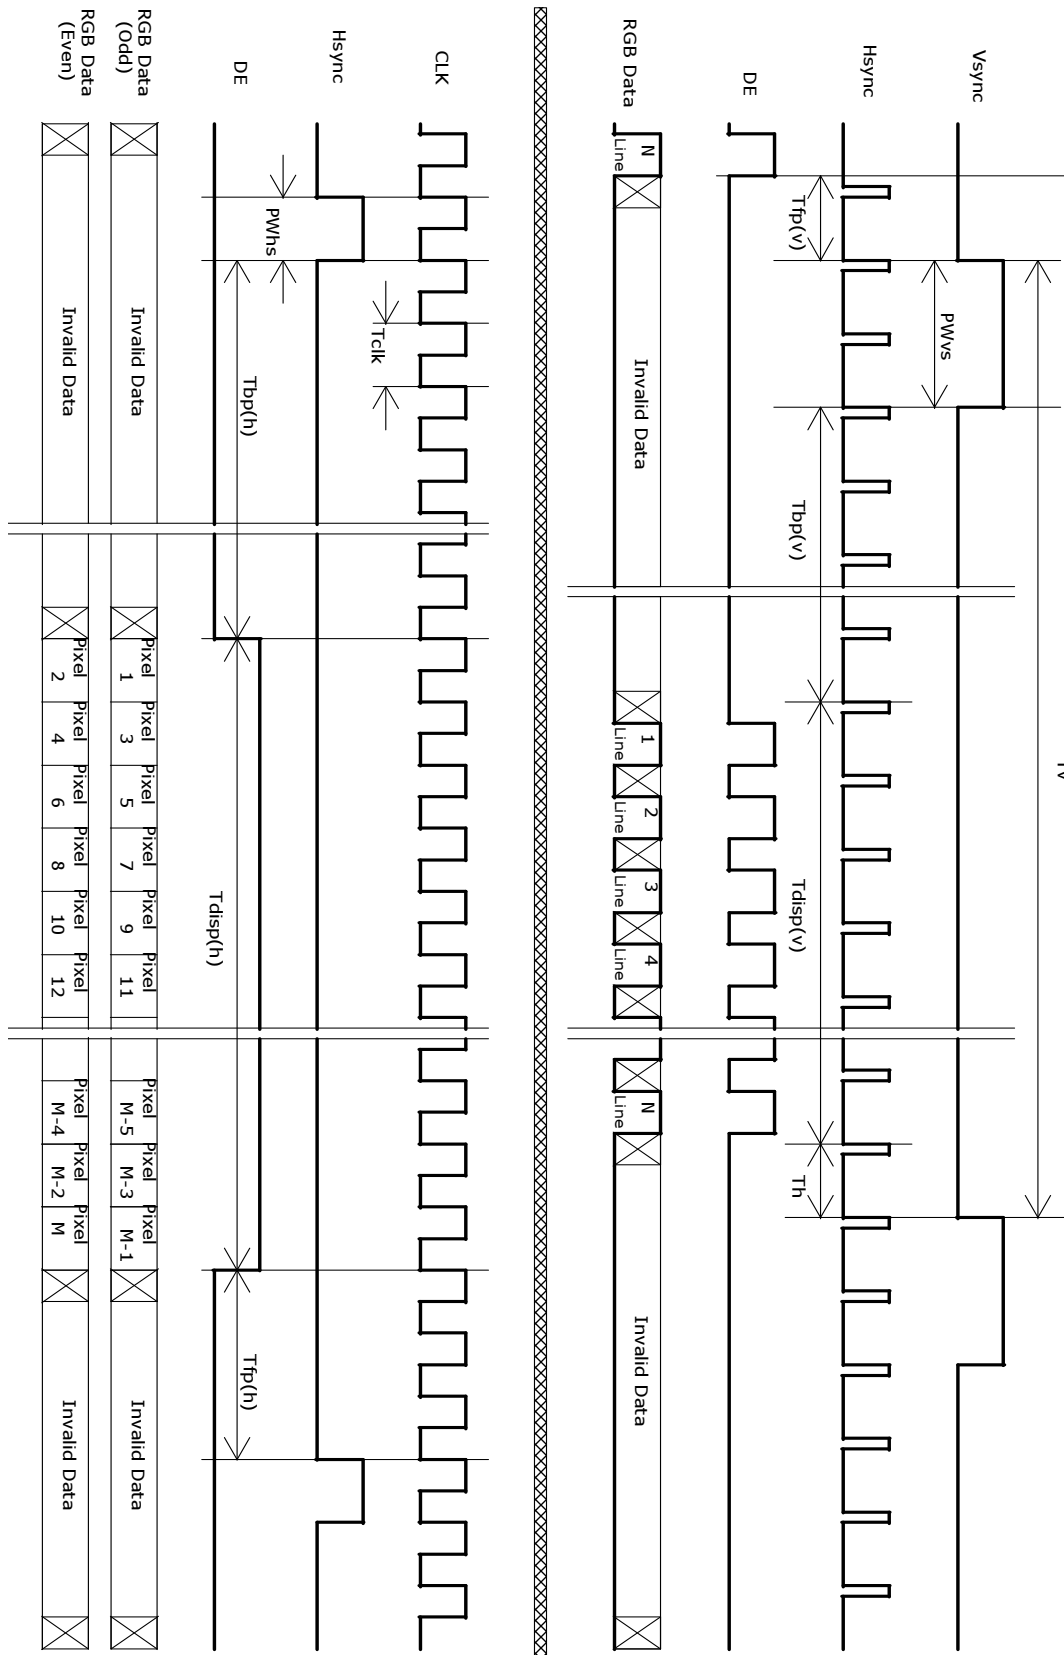 Tv
Vsync
PWvs
Hsync
Tfp(v)
Tbp(v)
Tdisp(v)
Th
DE
RGB Data
N
Line
Invalid Data
1
Line
2
Line
3
Line
4
Line
N
Line
Invalid Data
CLK
Tclk
Hsync
PWhs
DE
Tbp(h)
Tdisp(h)
Tfp(h)
RGB Data
(Odd)
Invalid Data
Pixel
1
Pixel
3
Pixel
5
Pixel
7
Pixel
9
Pixel
11
Pixel
M-5
Pixel
M-3
Pixel
M-1
Invalid Data
RGB Data
(Even)
Invalid Data
Pixel
2
Pixel
4
Pixel
6
Pixel
8
Pixel
10
Pixel
12
Pixel
M-4
Pixel
M-2
Pixel
M
Invalid Data